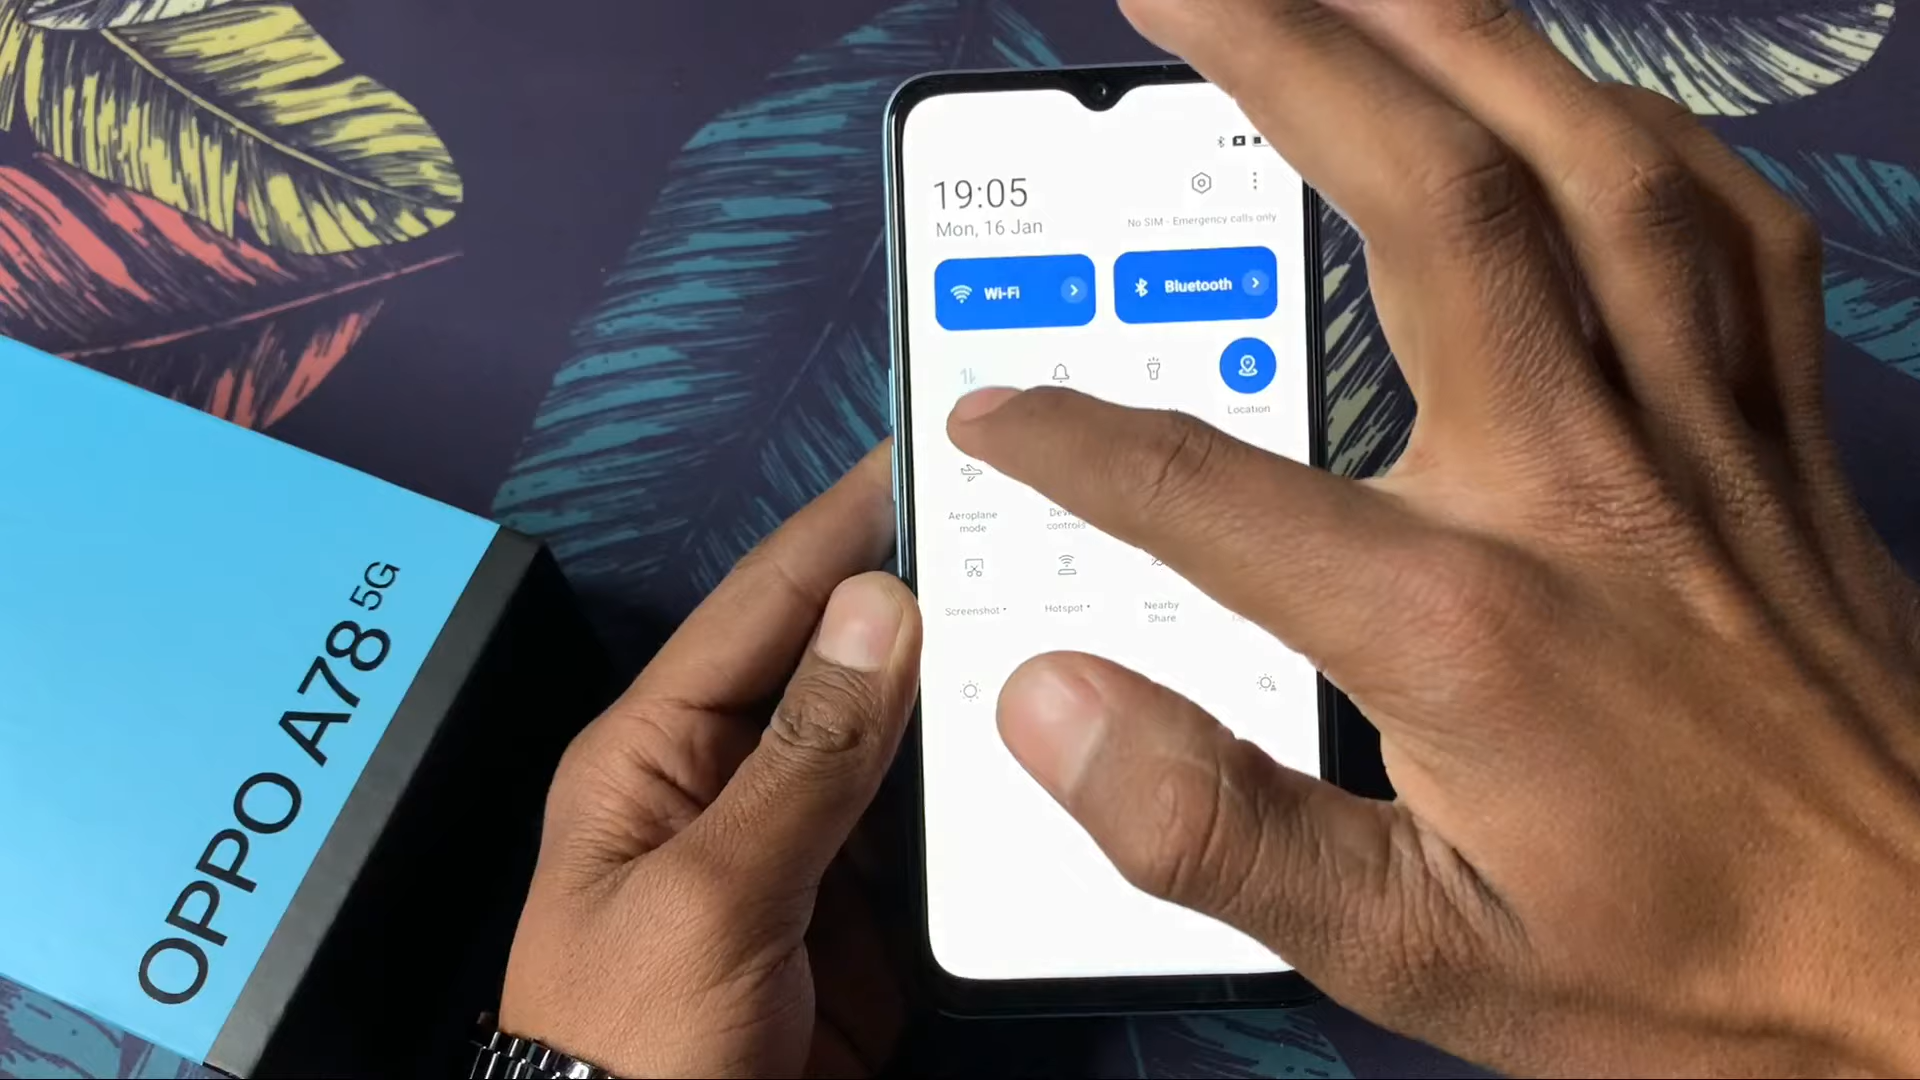 19:05
Mon, 16 Jan
No SIM - Emergency calls only
Wi-Fi
Bluetooth
Location
Aeroplane
mode
controls
Screenshot
Hotspot
Nearby
Share
OPPO A78 5G